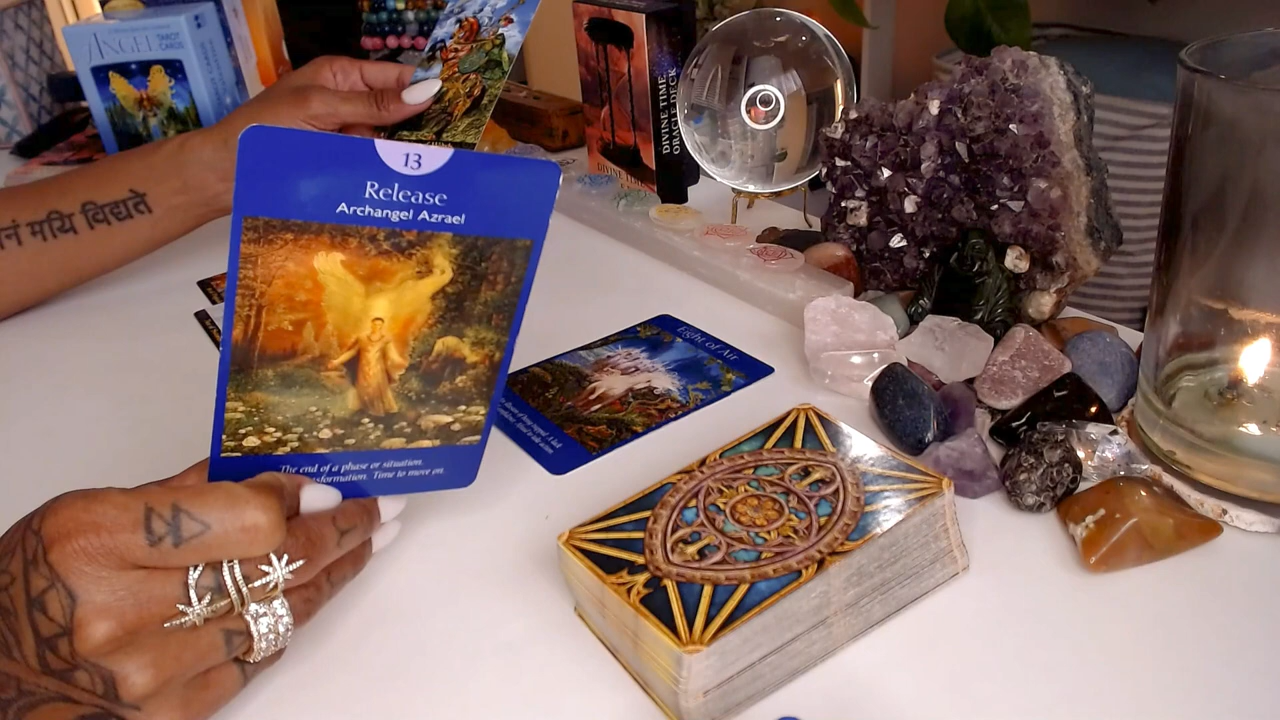 ANGEL
TAROT
CARDS
DIVINE TIME
ORACLE DECK
मयि विद्यते
13
Release
Archangel Azrael
The end of a phase or situation.
Time to move on.
Eight of Air